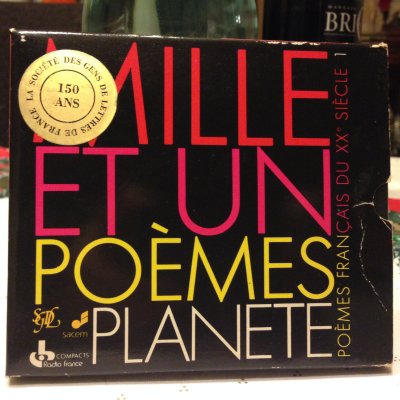 LA SOCIÉTÉ DES GENS DE LETTRES DE FRANCE
150
ANS
MILLE
ET UN
POÈMES
PLANETE
POÈMES FRANÇAIS DU XXe SIÈCLE 1
SGDL
sacem
COMPACTS
Radio france
BRI